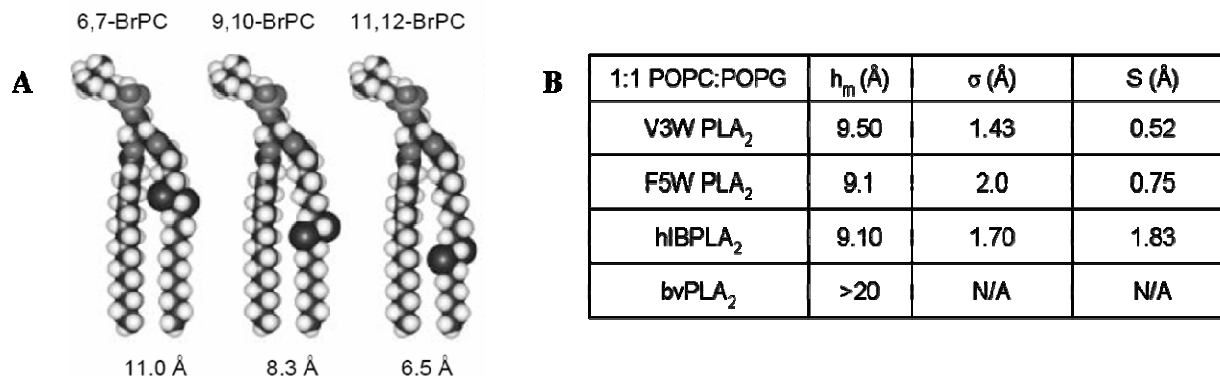 6,7-BrPC 9,10-BrPC 11,12-BrPC
A
11.0 Å 8.3 Å 6.5 Å
B
1:1 POPC:POPG hₘ (Å) σ (Å) S (Å)
V3W PLA₂ 9.50 1.43 0.52
F5W PLA₂ 9.1 2.0 0.75
hIBPLA₂ 9.10 1.70 1.83
bvPLA₂ >20 N/A N/A